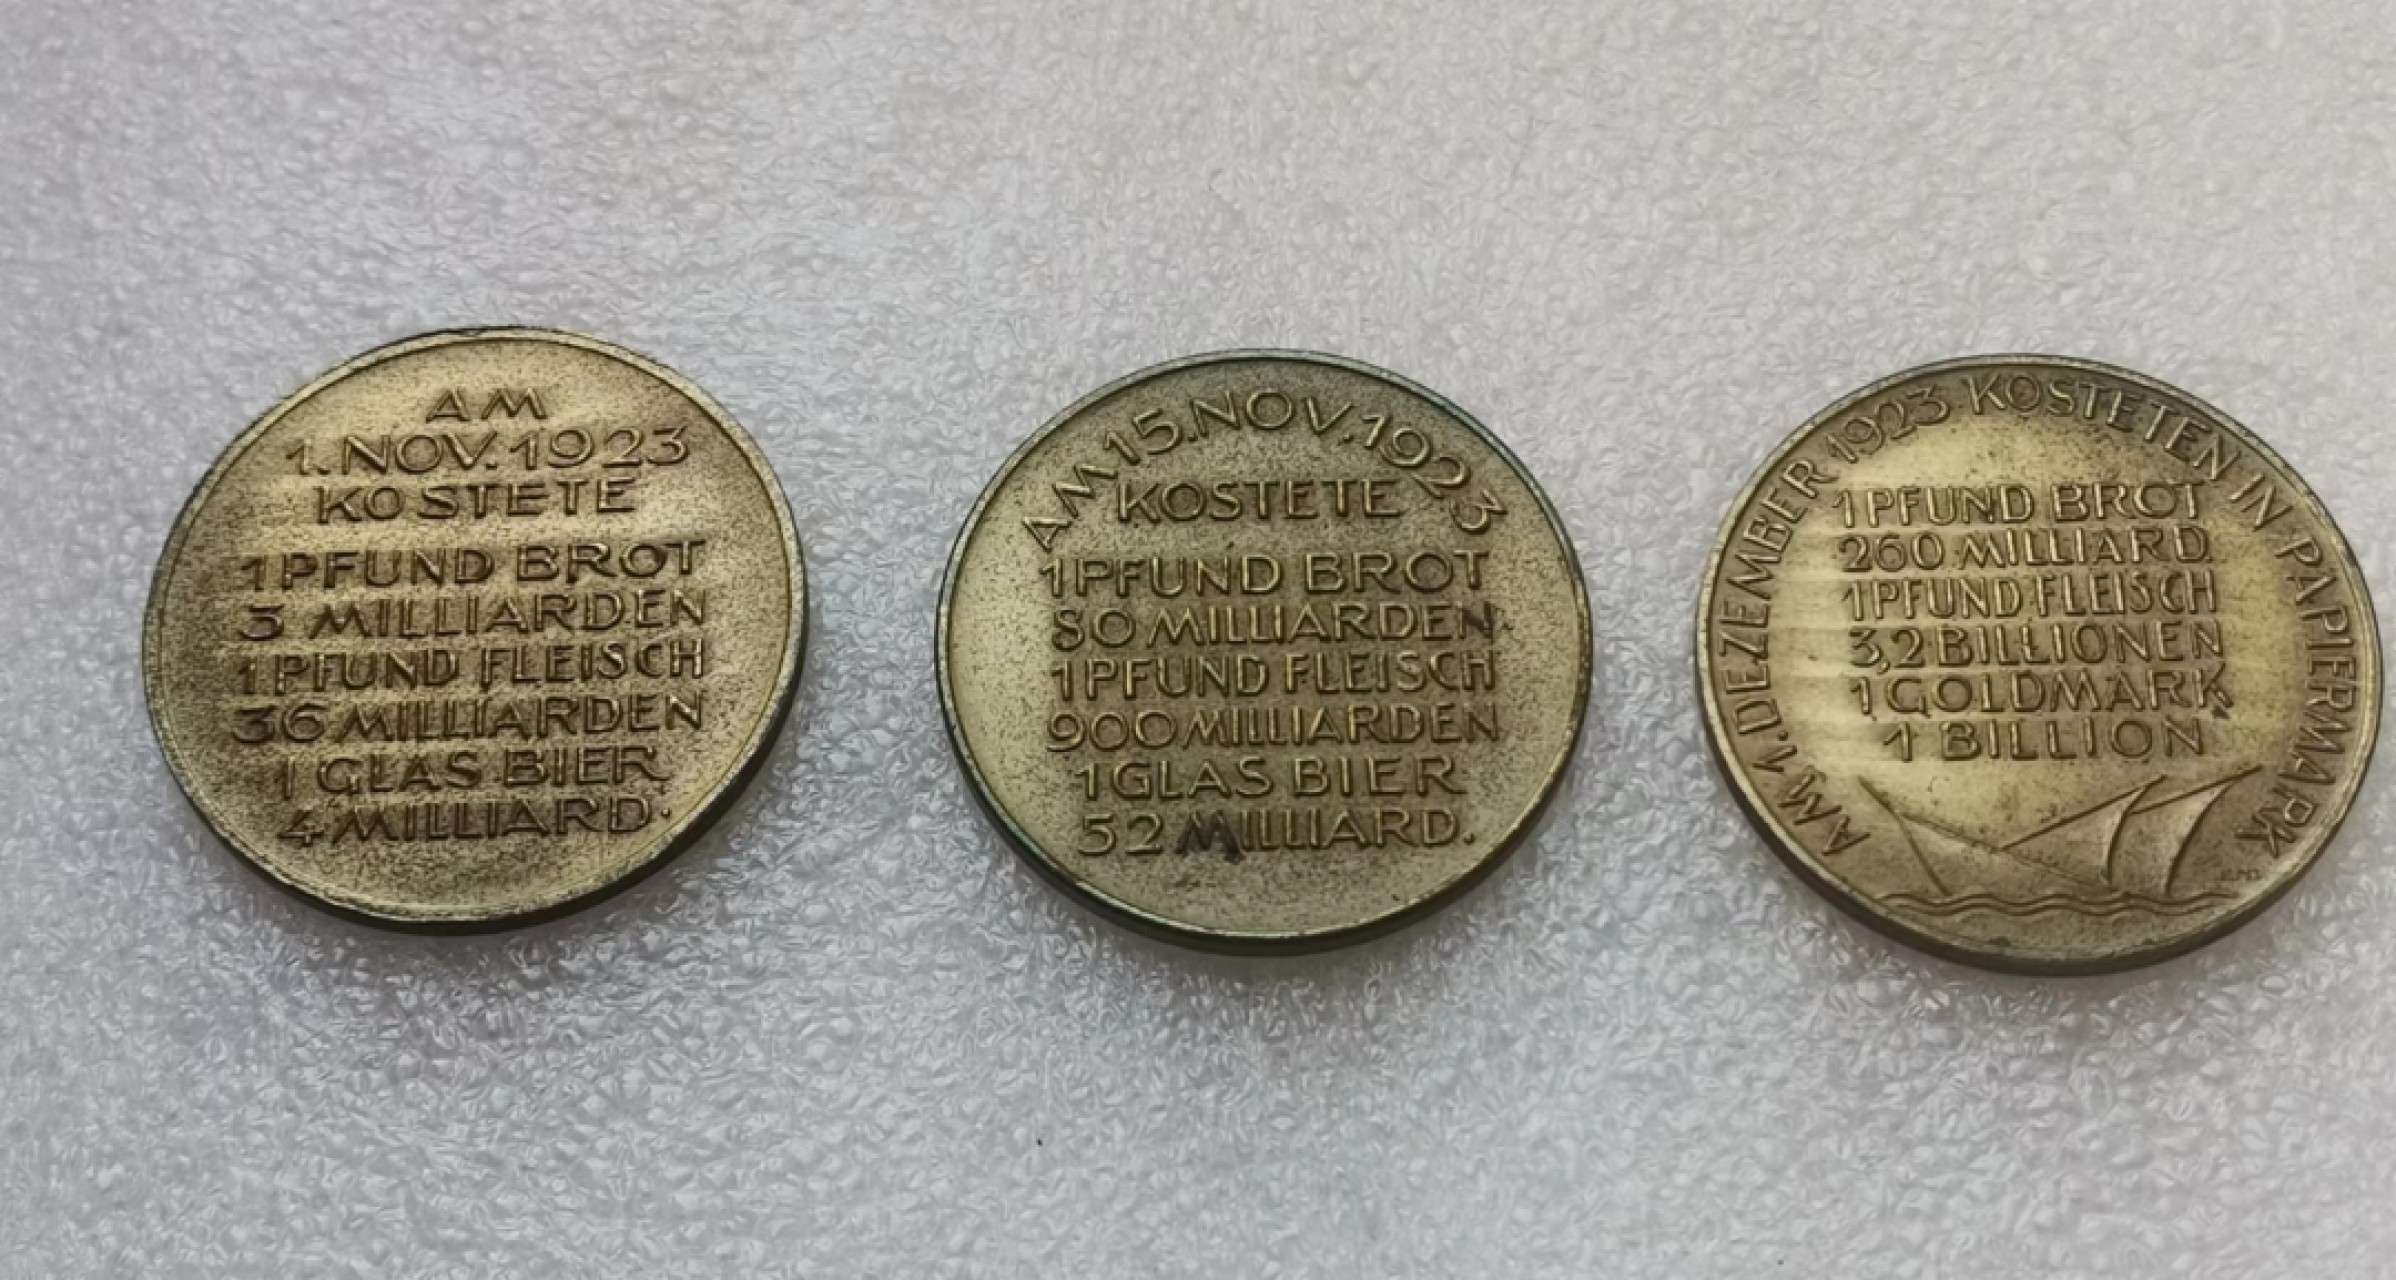 AM
1. NOV. 1923
KOSTETE
1 PFUND BROT
3 MILLIARDEN
1 PFUND FLEISCH
36 MILLIARDEN
1 GLAS BIER
4 MILLIARD.
AM 15. NOV. 1923
KOSTETE
1 PFUND BROT
80 MILLIARDEN
1 PFUND FLEISCH
900 MILLIARDEN
1 GLAS BIER
52 MILLIARD.
AM 1. DEZEMBER 1923 KOSTETEN IN PAPIERMARK
1 PFUND BROT
260 MILLIARD.
1 PFUND FLEISCH
3,2 BILLIONEN
1 GOLDMARK
1 BILLION